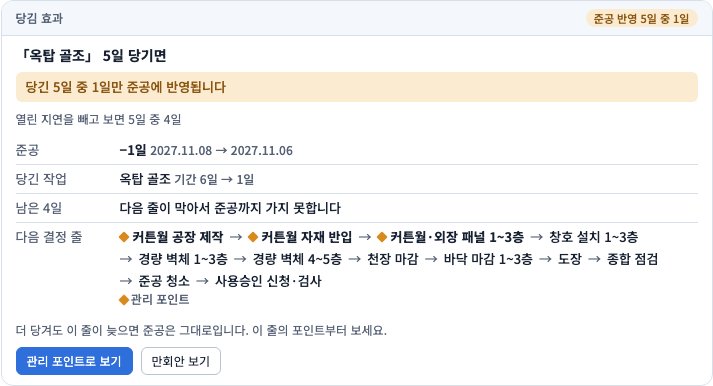 당김 효과
준공 반영 5일 중 1일
「옥탑 골조」 5일 당기면
당긴 5일 중 1일만 준공에 반영됩니다
열린 지연을 빼고 보면 5일 중 4일
준공 −1일 2027.11.08 → 2027.11.06
당긴 작업 옥탑 골조 기간 6일 → 1일
남은 4일 다음 줄이 막아서 준공까지 가지 못합니다
다음 결정 줄 ◆커튼월 공장 제작 → ◆커튼월 자재 반입 → ◆커튼월·외장 패널 1~3층 → 창호 설치 1~3층
→ 경량 벽체 1~3층 → 경량 벽체 4~5층 → 천장 마감 → 바닥 마감 1~3층 → 도장 → 종합 점검
→ 준공 청소 → 사용승인 신청·검사
◆관리 포인트
더 당겨도 이 줄이 늦으면 준공은 그대로입니다. 이 줄의 포인트부터 보세요.
관리 포인트로 보기 만회안 보기